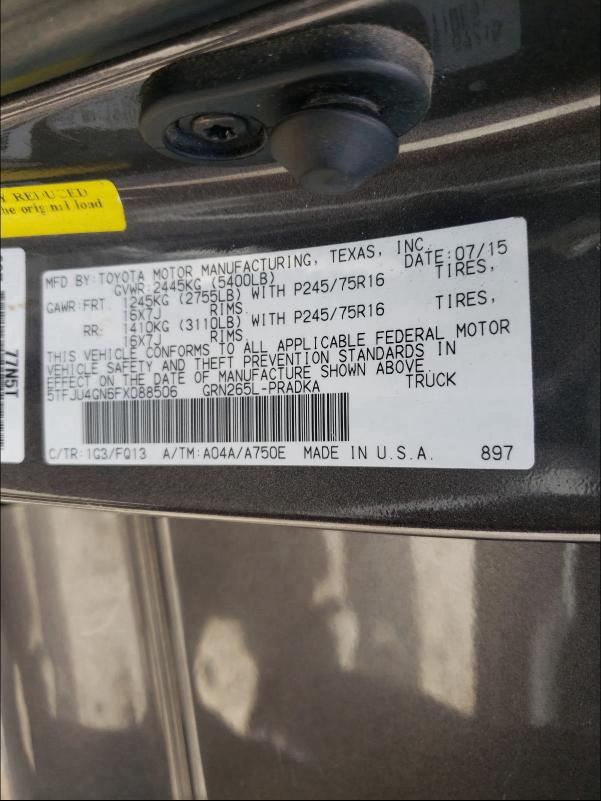 Y REDUCED
the original load
77N5T
MFD BY:TOYOTA MOTOR MANUFACTURING, TEXAS, INC. DATE:07/15
GVWR:2445KG (5400LB)
GAWR:FRT 1245KG (2755LB) WITH P245/75R16 TIRES,
16X7J RIMS
RR: 1410KG (3110LB) WITH P245/75R16 TIRES,
16X7J RIMS
THIS VEHICLE CONFORMS TO ALL APPLICABLE FEDERAL MOTOR
VEHICLE SAFETY AND THEFT PREVENTION STANDARDS IN
EFFECT ON THE DATE OF MANUFACTURE SHOWN ABOVE.
5TFJU4GN6FX088506 GRN265L-PRADKA TRUCK
C/TR:1G3/FQ13 A/TM:A04A/A750E MADE IN U.S.A. 897